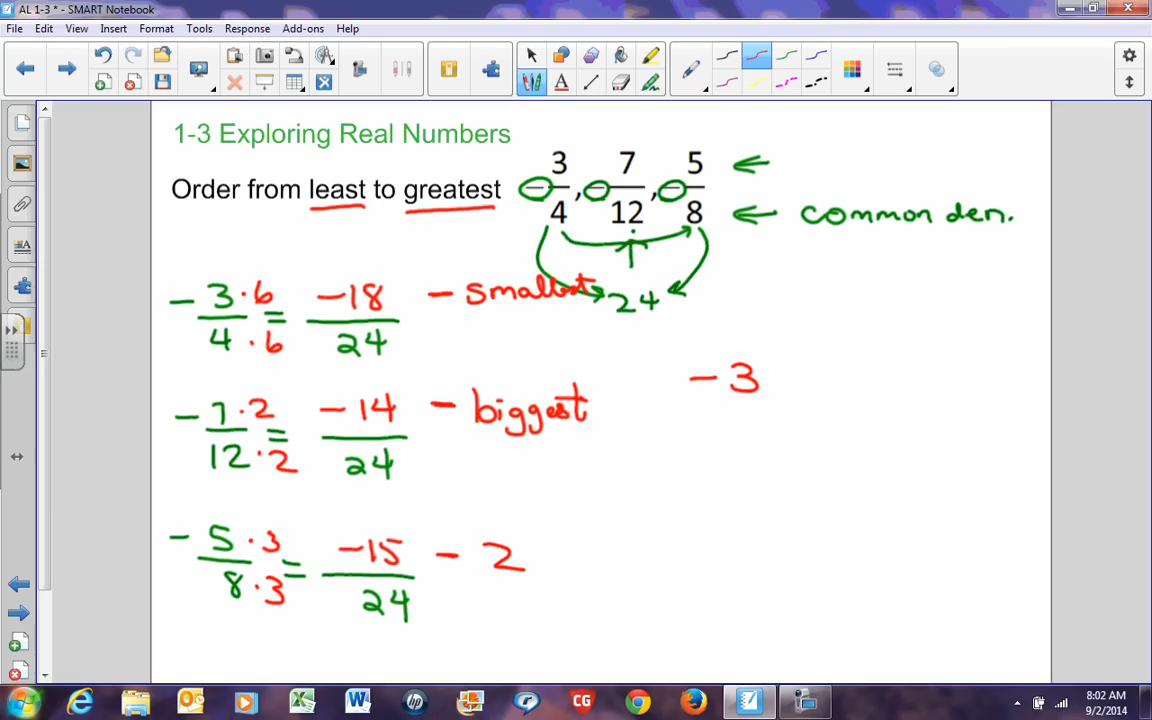 AL 1-3 * - SMART Notebook
File Edit View Insert Format Tools Response Add-ons Help
1-3 Exploring Real Numbers
Order from least to greatest -3/4, -7/12, -5/8 ←
← common den.
24
-3·6/4·6 = -18/24 - smallest
-3
-7·2/12·2 = -14/24 - biggest
-5·3/8·3 = -15/24 - 2
8:02 AM
9/2/2014